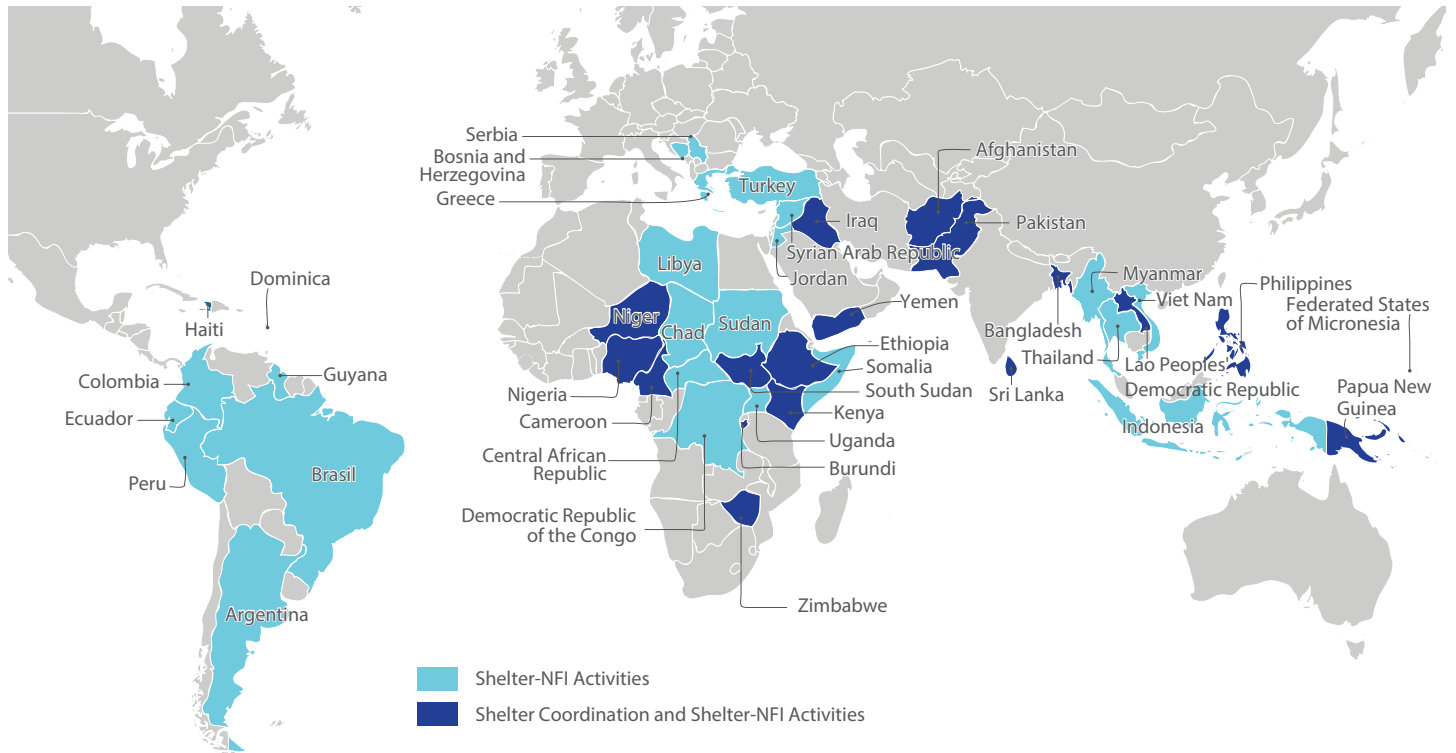 Serbia
Bosnia and
Herzegovina
Greece
Turkey
Afghanistan
Iraq
Pakistan
Syrian Arab Republic
Jordan
Libya
Dominica
Haiti
Niger
Chad
Sudan
Yemen
Ethiopia
Somalia
South Sudan
Kenya
Uganda
Burundi
Nigeria
Cameroon
Central African
Republic
Democratic Republic
of the Congo
Zimbabwe
Myanmar
Viet Nam
Bangladesh
Thailand
Lao Peoples
Democratic Republic
Sri Lanka
Philippines
Federated States
of Micronesia
Papua New
Guinea
Indonesia
Colombia
Guyana
Ecuador
Peru
Brasil
Argentina
Shelter-NFI Activities
Shelter Coordination and Shelter-NFI Activities